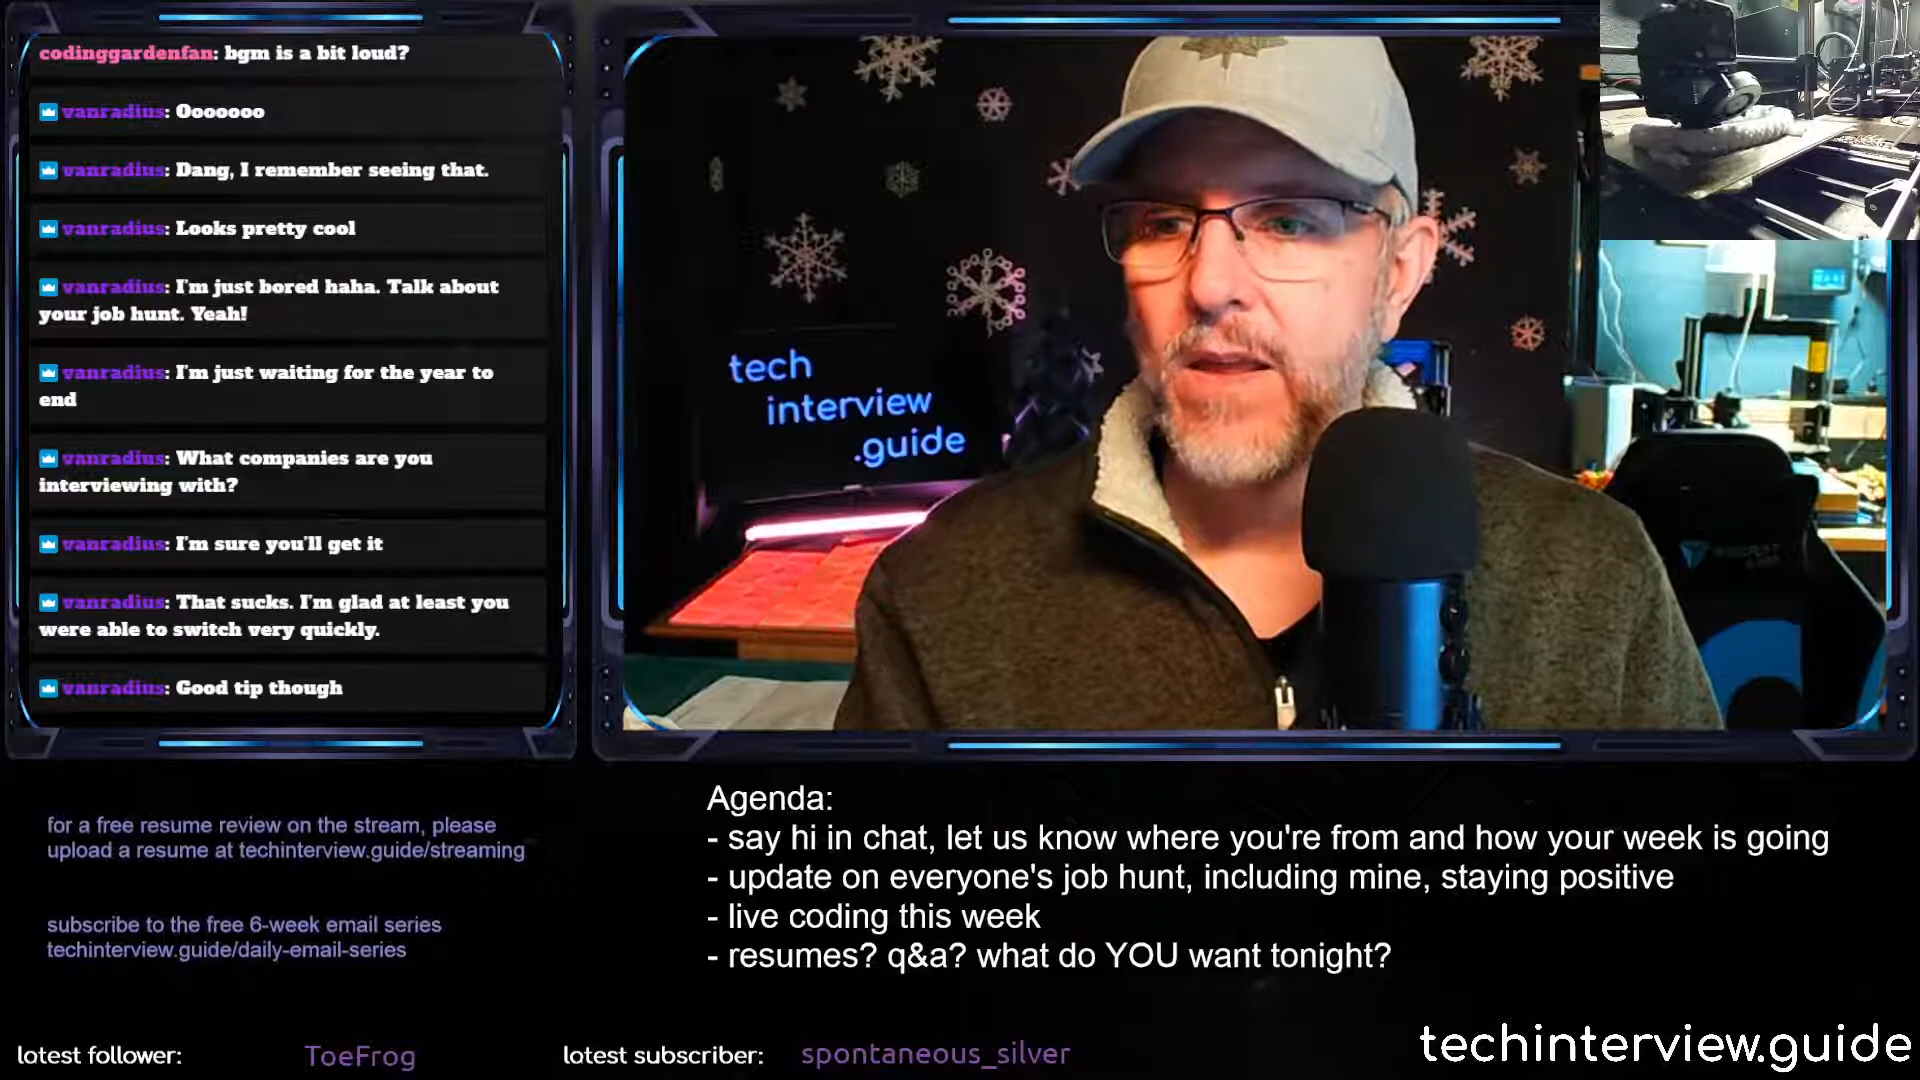 codinggardenfan: bgm is a bit loud?
vanradius: Ooooooo
vanradius: Dang, I remember seeing that.
vanradius: Looks pretty cool
vanradius: I'm just bored haha. Talk about
your job hunt. Yeah!
vanradius: I'm just waiting for the year to
end
vanradius: What companies are you
interviewing with?
vanradius: I'm sure you'll get it
vanradius: That sucks. I'm glad at least you
were able to switch very quickly.
vanradius: Good tip though
tech
interview
.guide
for a free resume review on the stream, please
upload a resume at techinterview.guide/streaming
subscribe to the free 6-week email series
techinterview.guide/daily-email-series
Agenda:
- say hi in chat, let us know where you're from and how your week is going
- update on everyone's job hunt, including mine, staying positive
- live coding this week
- resumes? q&a? what do YOU want tonight?
latest follower: ToeFrog
latest subscriber: spontaneous_silver
techinterview.guide